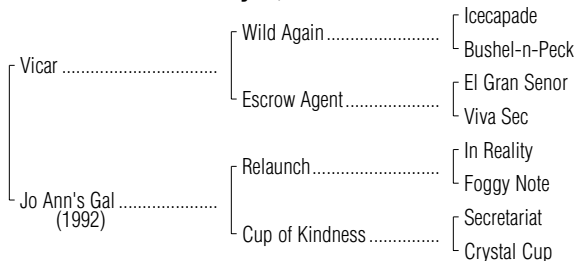 Icecapade
Wild Again
Bushel-n-Peck
Vicar
El Gran Senor
Escrow Agent
Viva Sec
In Reality
Relaunch
Foggy Note
Jo Ann's Gal
(1992)
Secretariat
Cup of Kindness
Crystal Cup